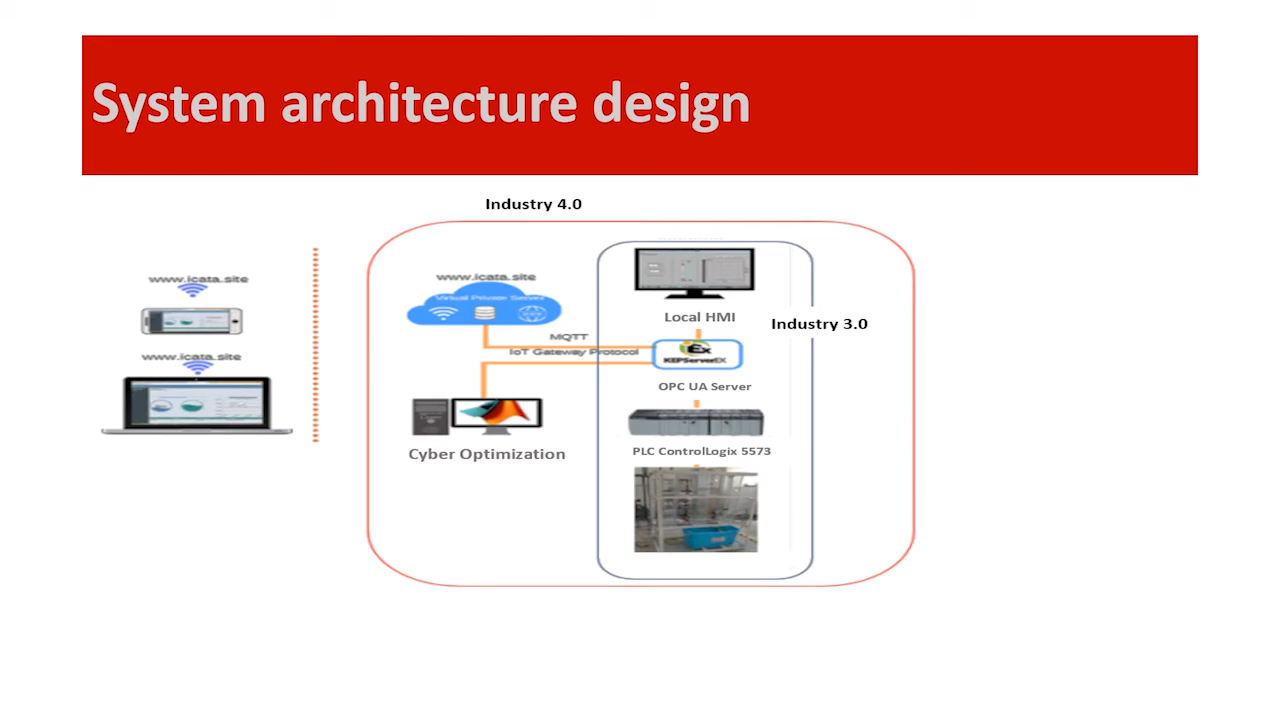 System architecture design
Industry 4.0
www.icata.site
www.icata.site
www.icata.site
Virtual Private Server
MQTT
IoT Gateway Protocol
Cyber Optimization
Local HMI
Industry 3.0
Ex
KEPServerEX
OPC UA Server
PLC ControlLogix 5573